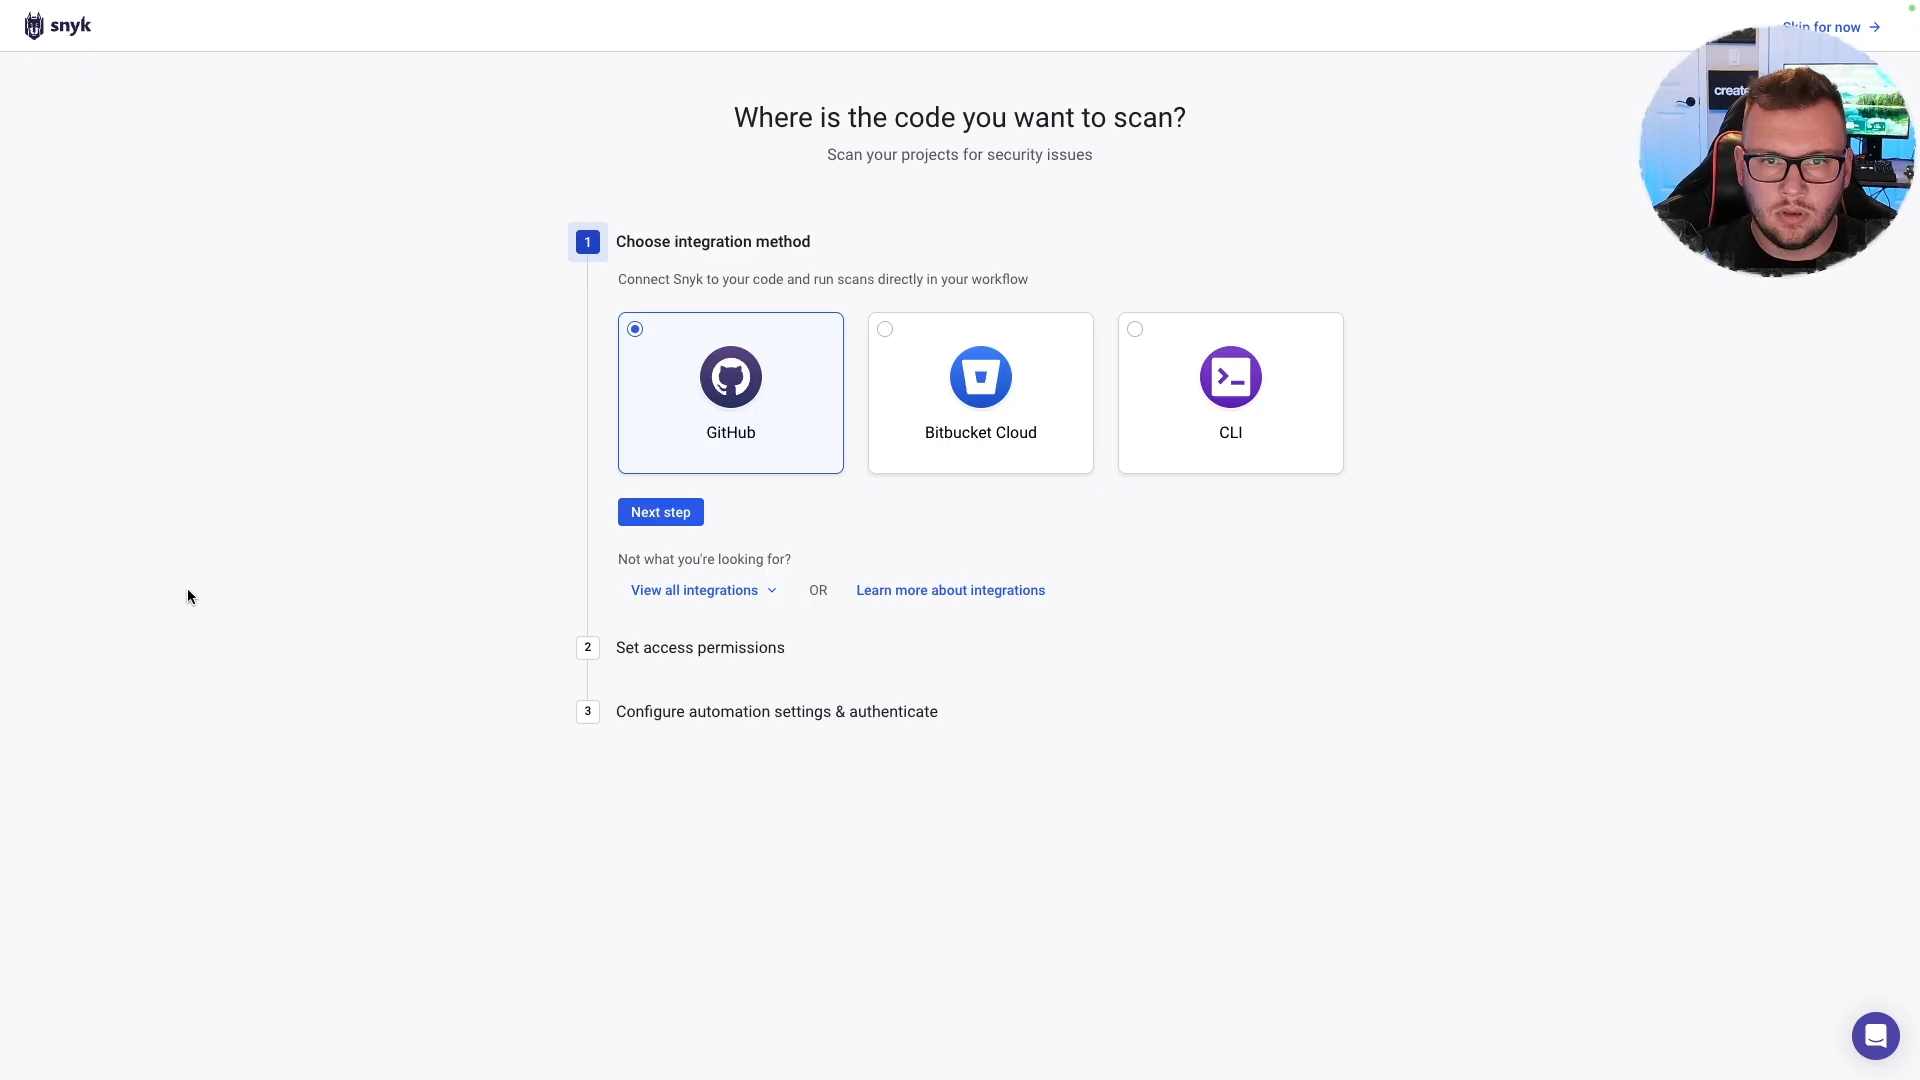 snyk
Skip for now
Where is the code you want to scan?
Scan your projects for security issues
1 Choose integration method
Connect Snyk to your code and run scans directly in your workflow
GitHub
Bitbucket Cloud
CLI
Next step
Not what you're looking for?
View all integrations OR Learn more about integrations
2 Set access permissions
3 Configure automation settings & authenticate
create